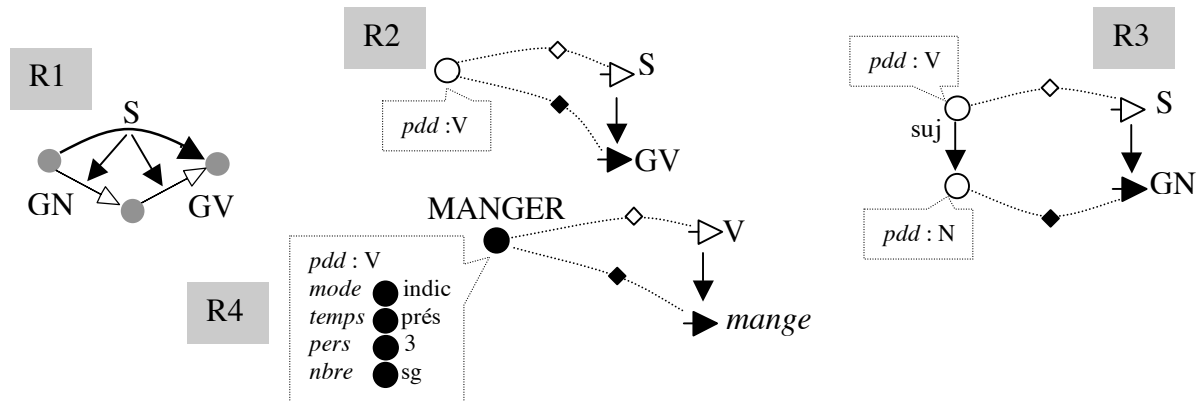 R1
S
GN
GV
R2
pdd :V
S
GV
R3
pdd : V
suj
pdd : N
S
GN
R4
MANGER
pdd : V
mode indic
temps prés
pers 3
nbre sg
V
mange